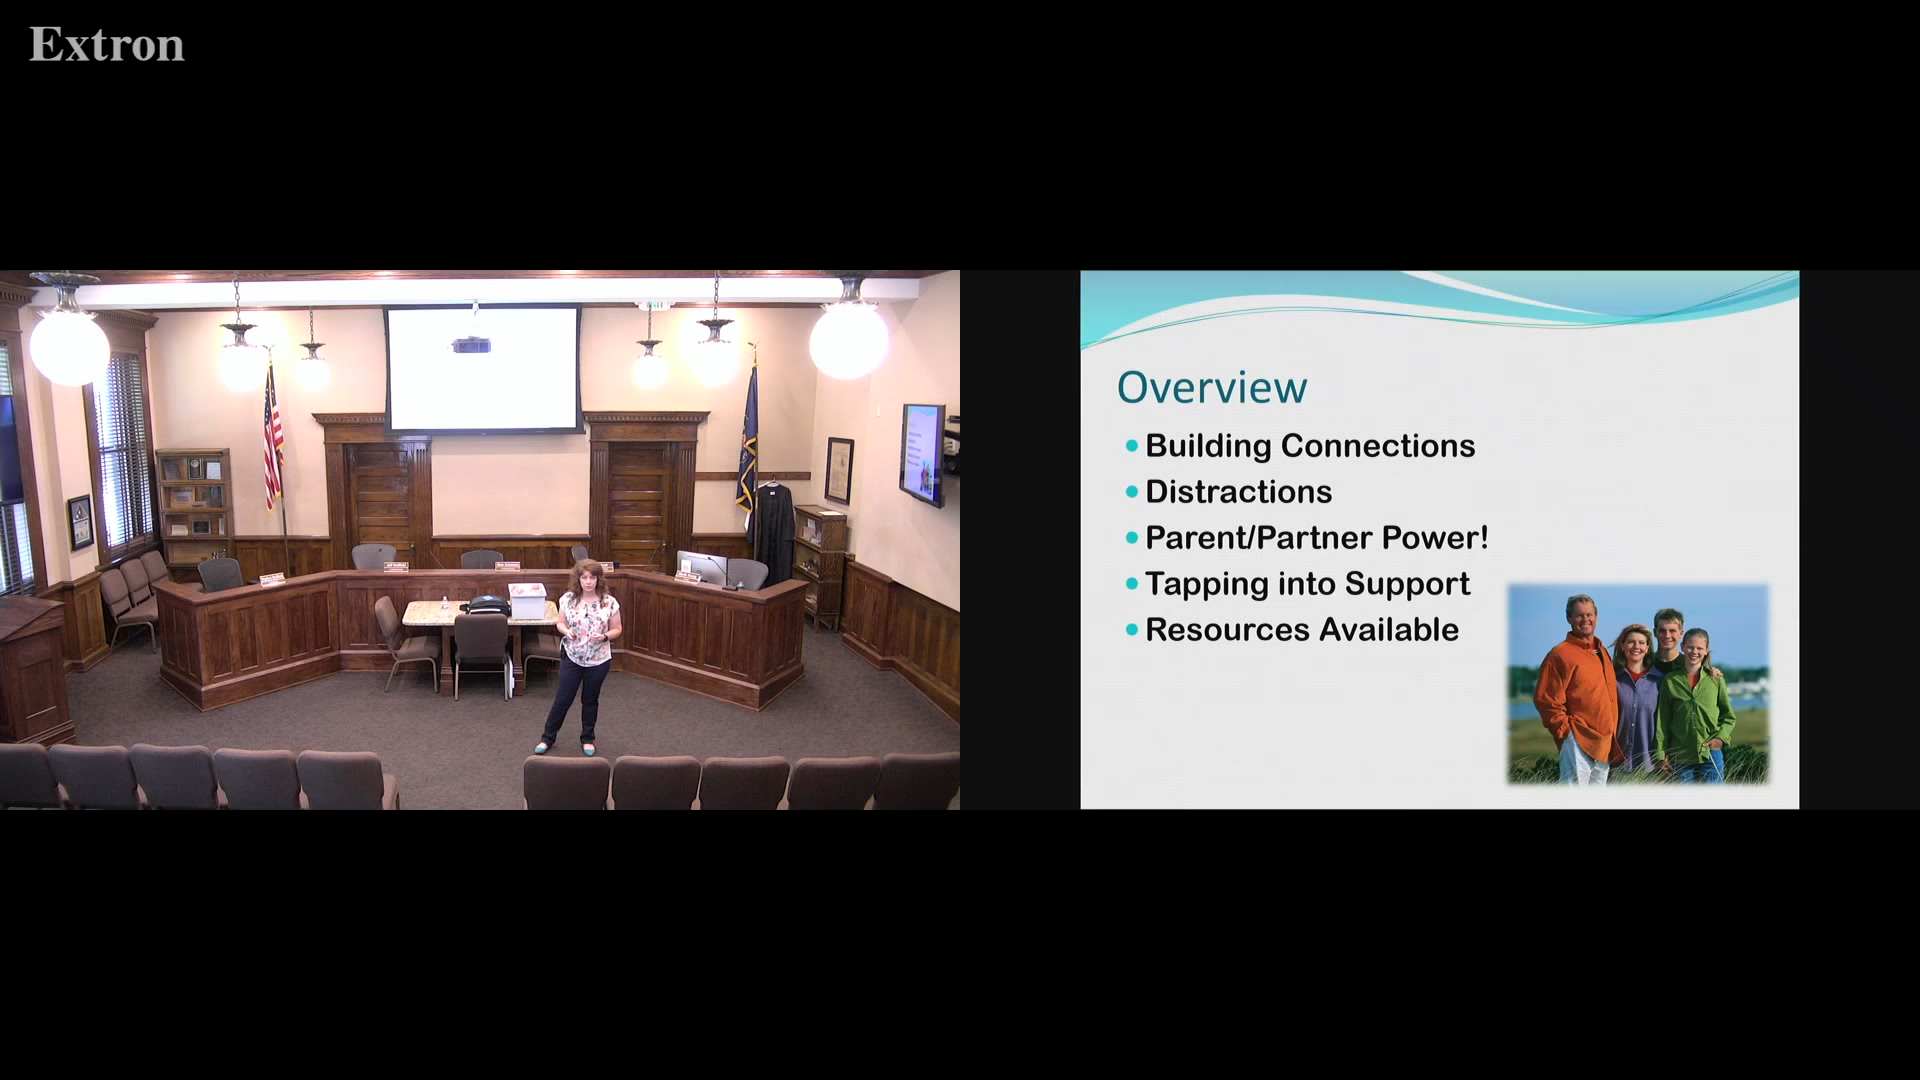 Extron
Overview
Building Connections
Distractions
Parent/Partner Power!
Tapping into Support
Resources Available